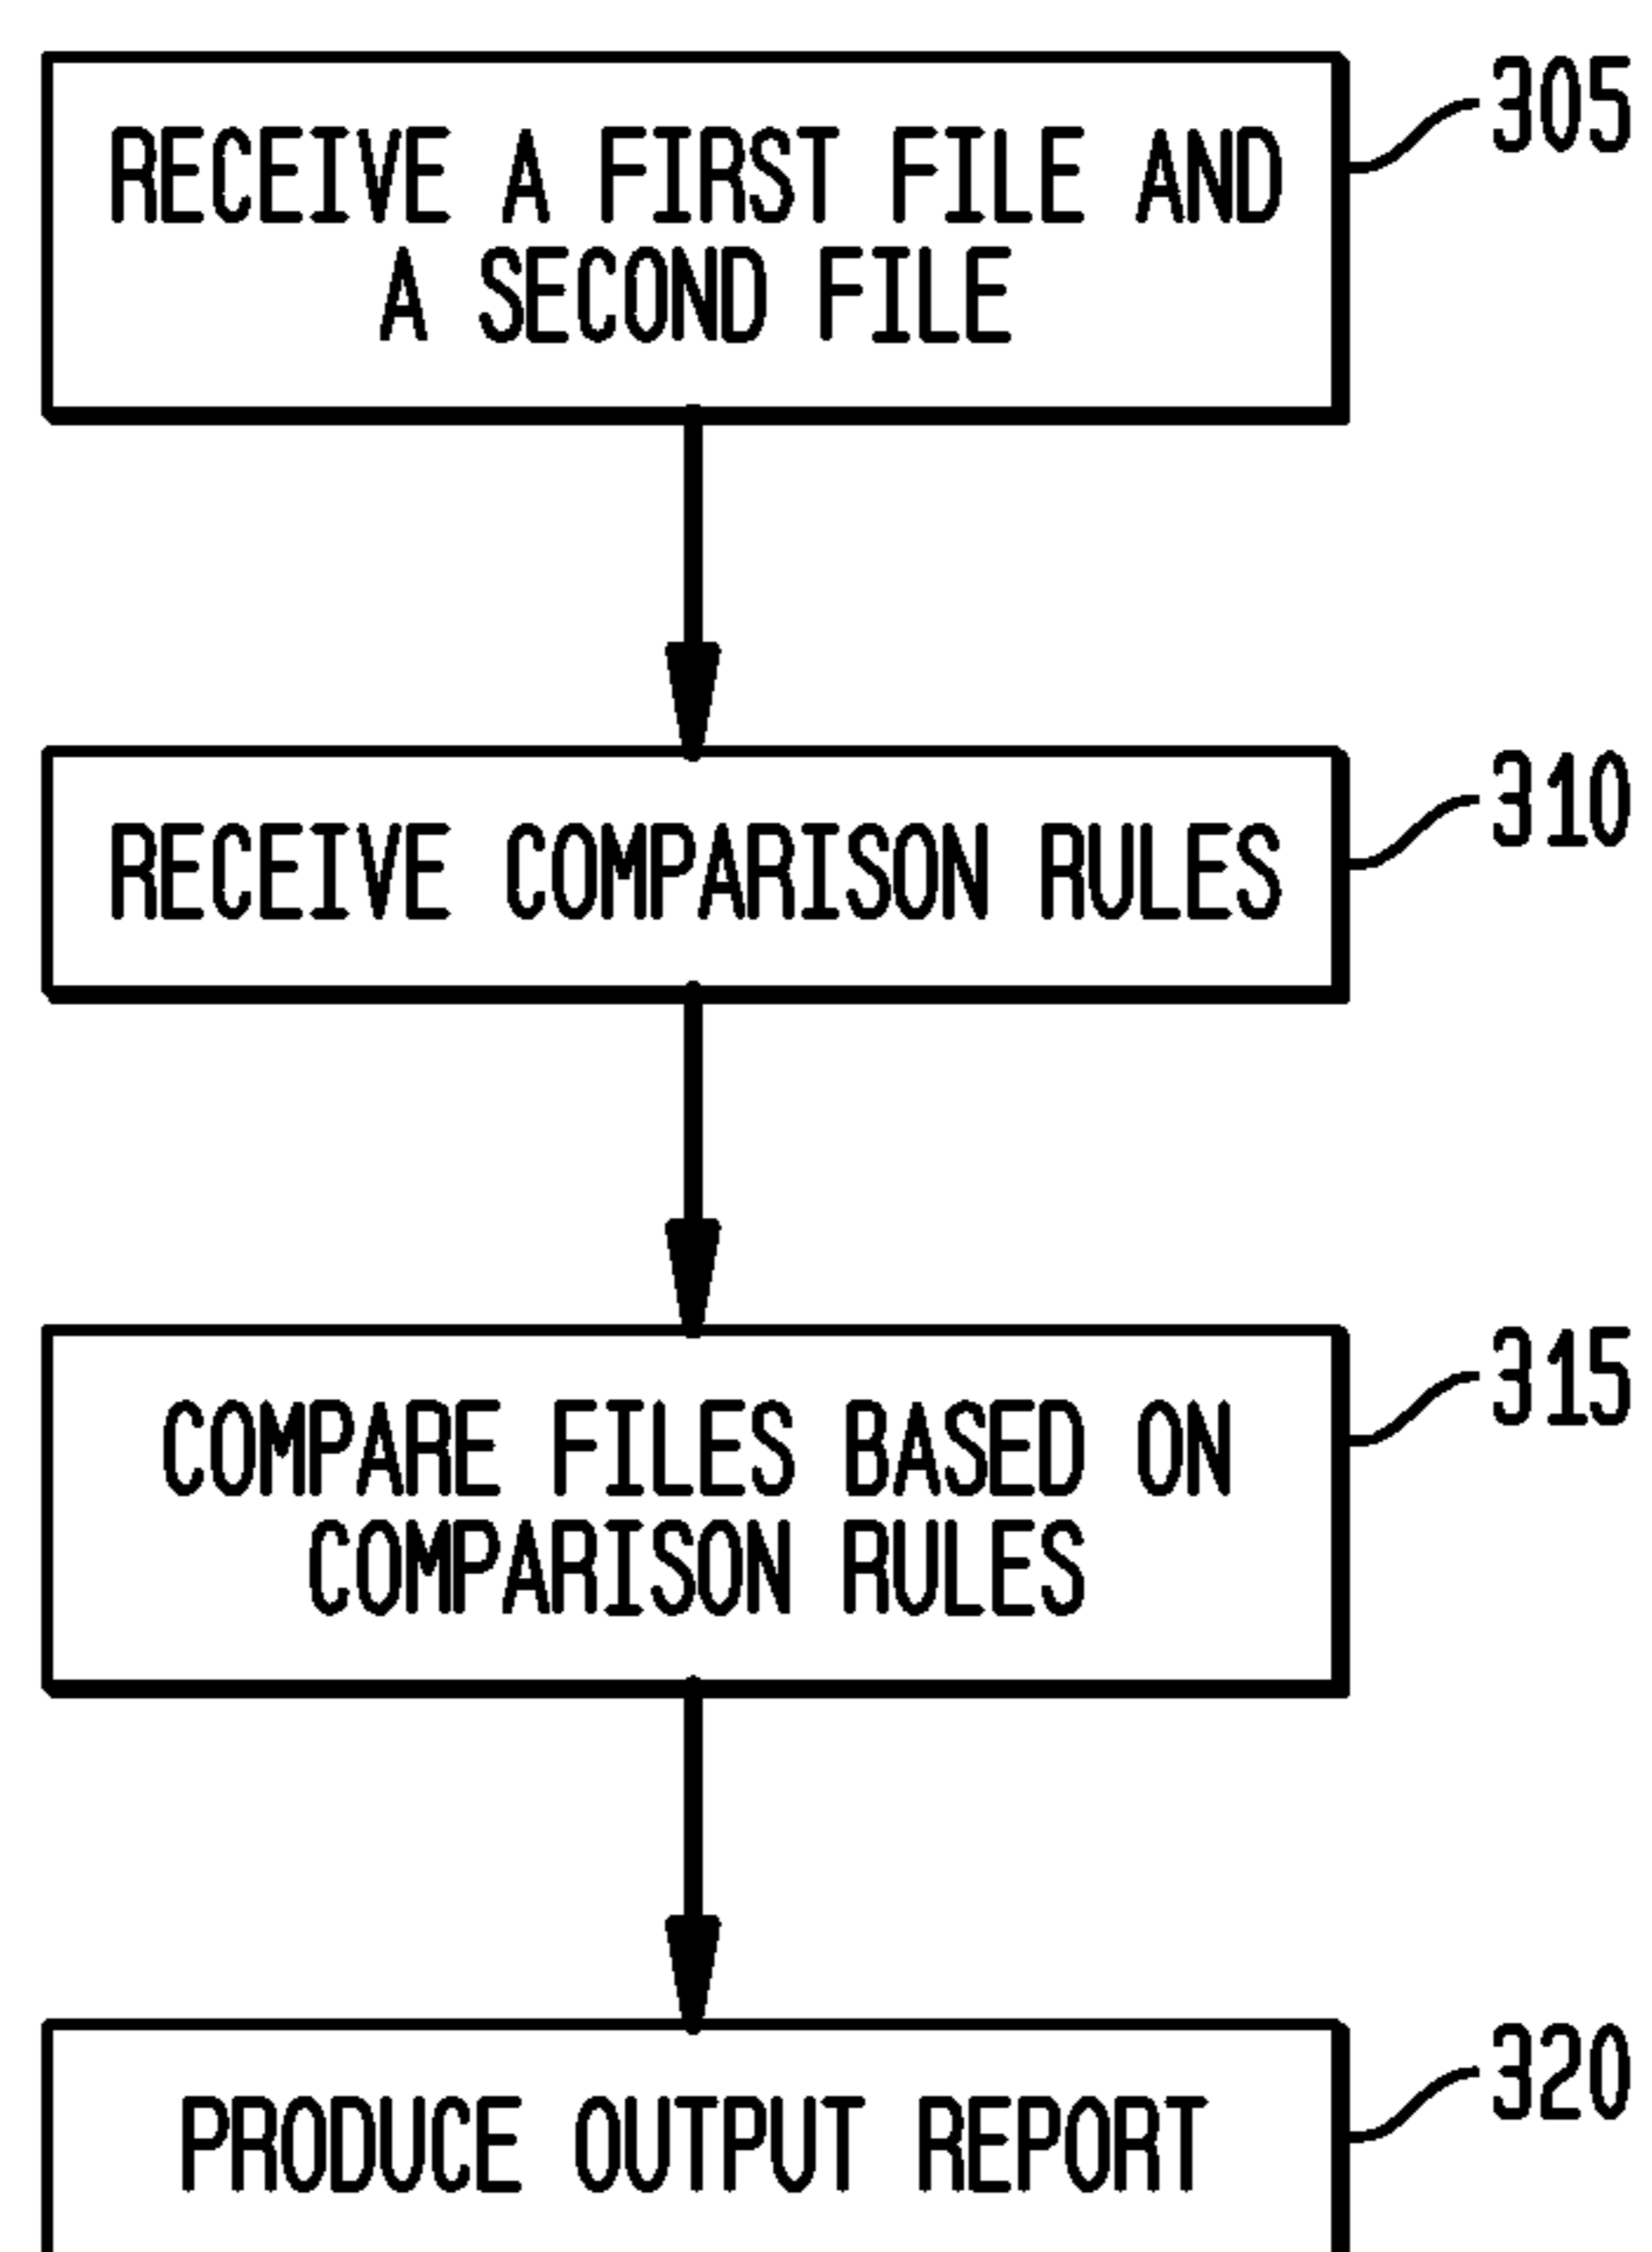 RECEIVE A FIRST FILE AND
A SECOND FILE
305
RECEIVE COMPARISON RULES
310
COMPARE FILES BASED ON
COMPARISON RULES
315
PRODUCE OUTPUT REPORT
320